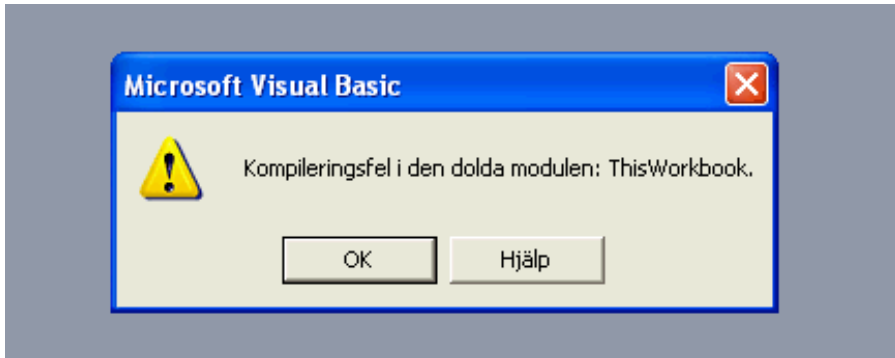 Microsoft Visual Basic
Kompileringsfel i den dolda modulen: ThisWorkbook.
OK
Hjälp